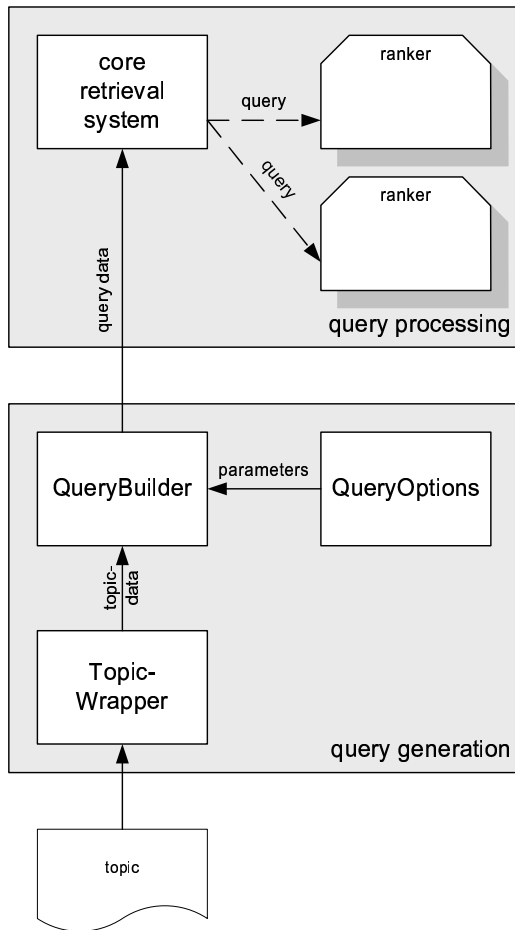 core
retrieval
system
ranker
query
query
ranker
query data
query processing
QueryBuilder
parameters
QueryOptions
topic-
data
Topic-
Wrapper
query generation
topic